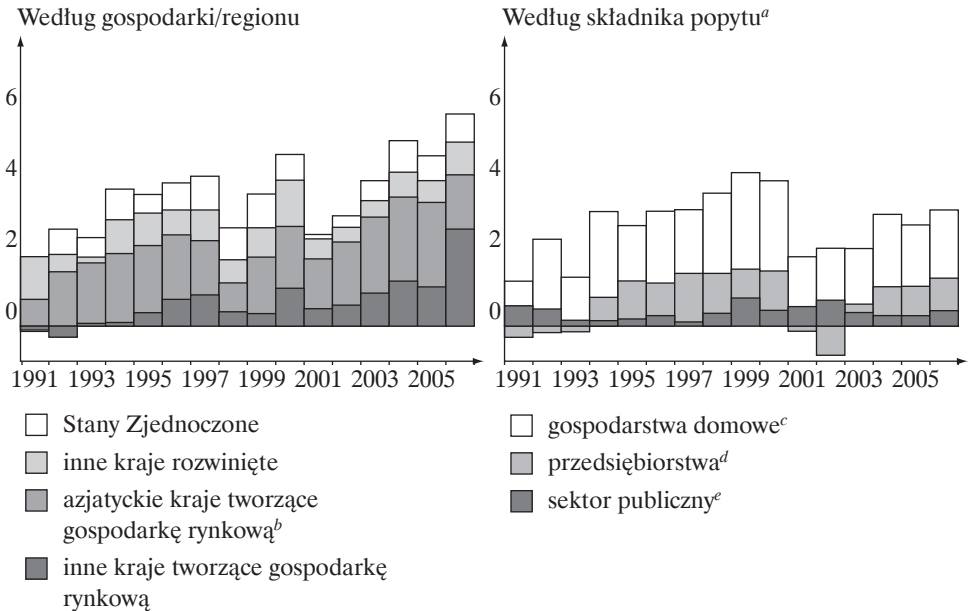 Według gospodarki/regionu
6
4
2
0
1991 1993 1995 1997 1999 2001 2003 2005
Stany Zjednoczone
inne kraje rozwinięte
azjatyckie kraje tworzące
gospodarkę rynkową^b
inne kraje tworzące gospodarkę
rynkową
Według składnika popytu^a
6
4
2
0
1991 1993 1995 1997 1999 2001 2003 2005
gospodarstwa domowe^c
przedsiębiorstwa^d
sektor publiczny^e